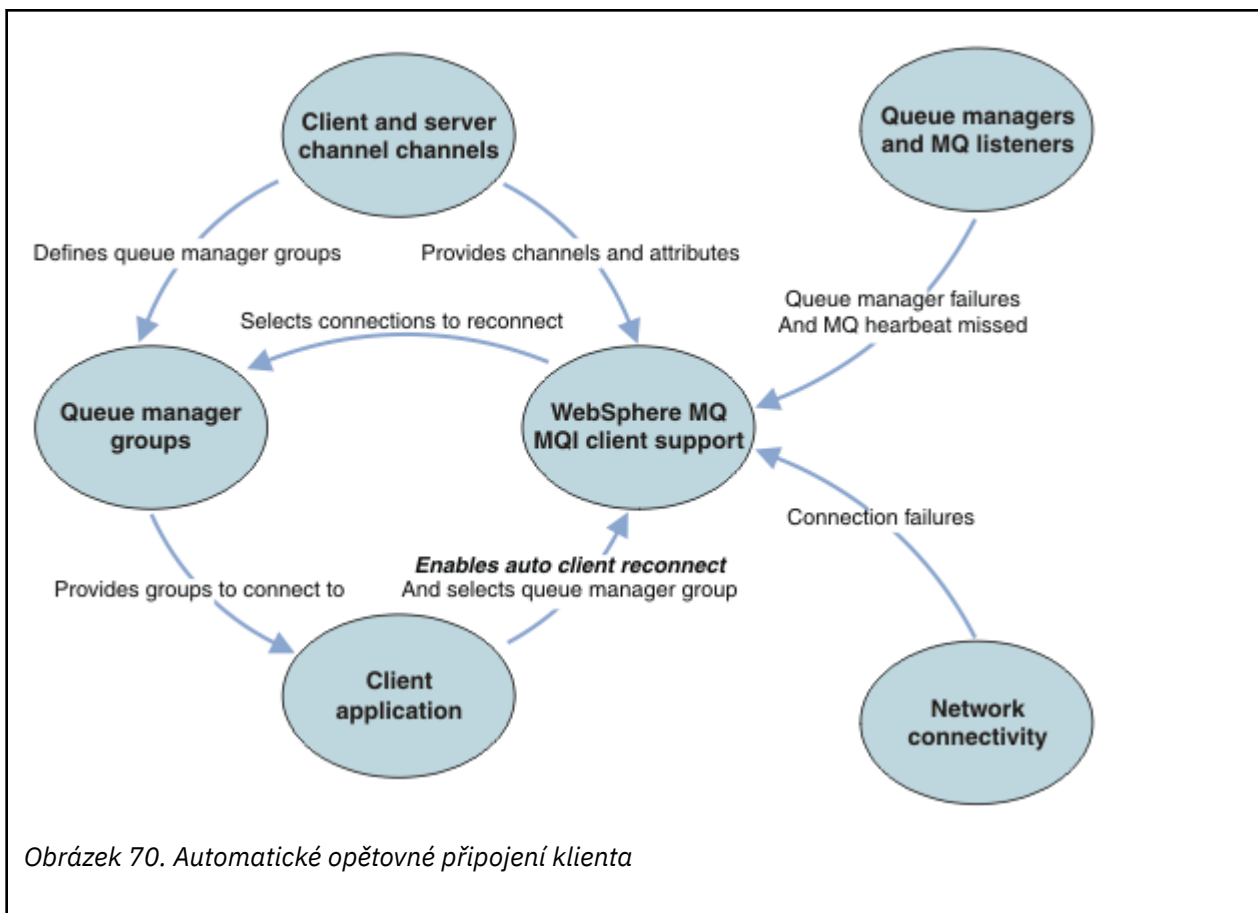 Client and server
channel channels
Queue managers
and MQ listeners
Defines queue manager groups
Provides channels and attributes
Queue manager failures
And MQ hearbeat missed
Selects connections to reconnect
Queue manager
groups
WebSphere MQ
MQI client support
Connection failures
Enables auto client reconnect
And selects queue manager group
Provides groups to connect to
Client
application
Network
connectivity
Obrázek 70. Automatické opětovné připojení klienta